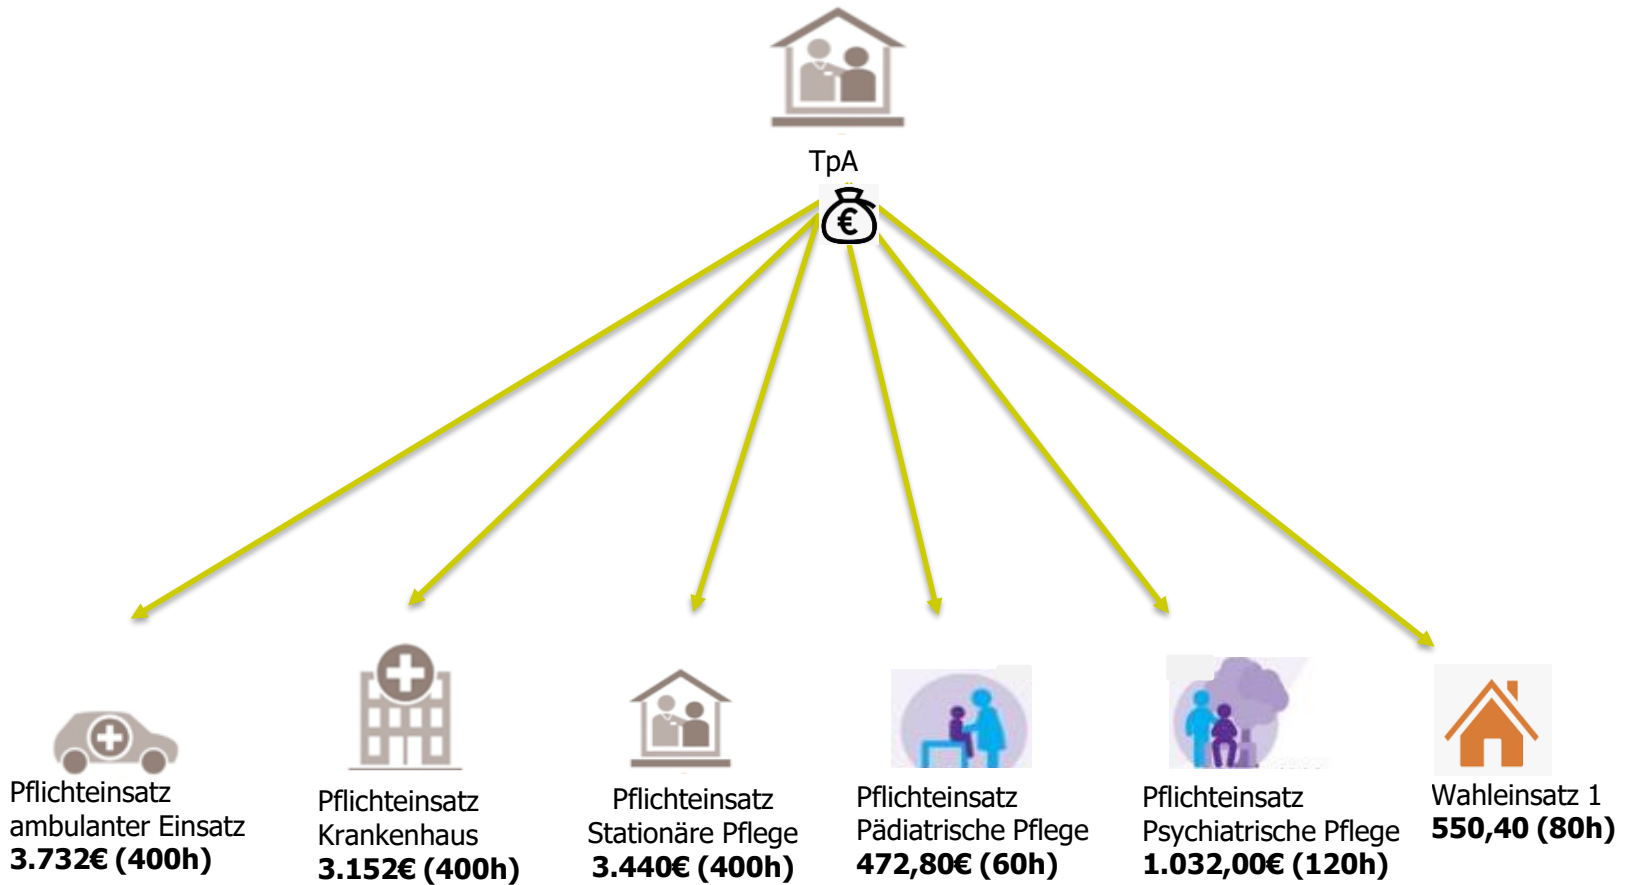 TpA
€
Pflichteinsatz
ambulanter Einsatz
3.732€ (400h)
Pflichteinsatz
Krankenhaus
3.152€ (400h)
Pflichteinsatz
Stationäre Pflege
3.440€ (400h)
Pflichteinsatz
Pädiatrische Pflege
472,80€ (60h)
Pflichteinsatz
Psychiatrische Pflege
1.032,00€ (120h)
Wahleinsatz 1
550,40 (80h)